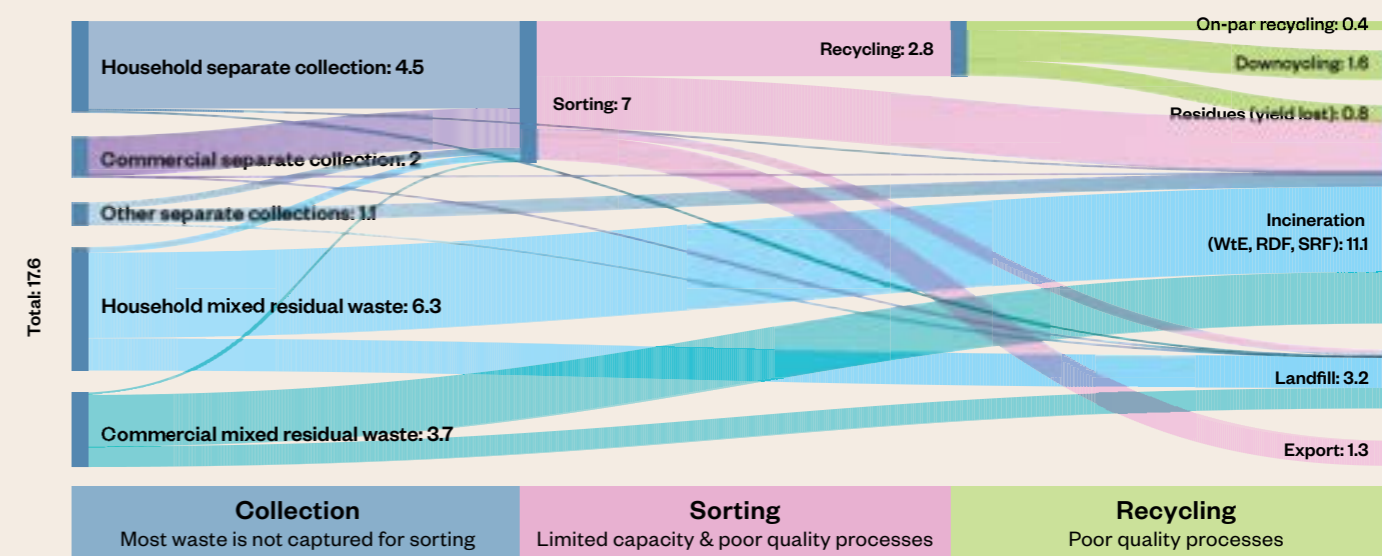 Total: 17.6
Household separate collection: 4.5
Commercial separate collection: 2
Other separate collections: 1.1
Household mixed residual waste: 6.3
Commercial mixed residual waste: 3.7
Sorting: 7
Recycling: 2.8
On-par recycling: 0.4
Downcycling: 1.6
Residues (yield lost): 0.8
Incineration
(WtE, RDF, SRF): 11.1
Landfill: 3.2
Export: 1.3
Collection
Most waste is not captured for sorting
Sorting
Limited capacity & poor quality processes
Recycling
Poor quality processes